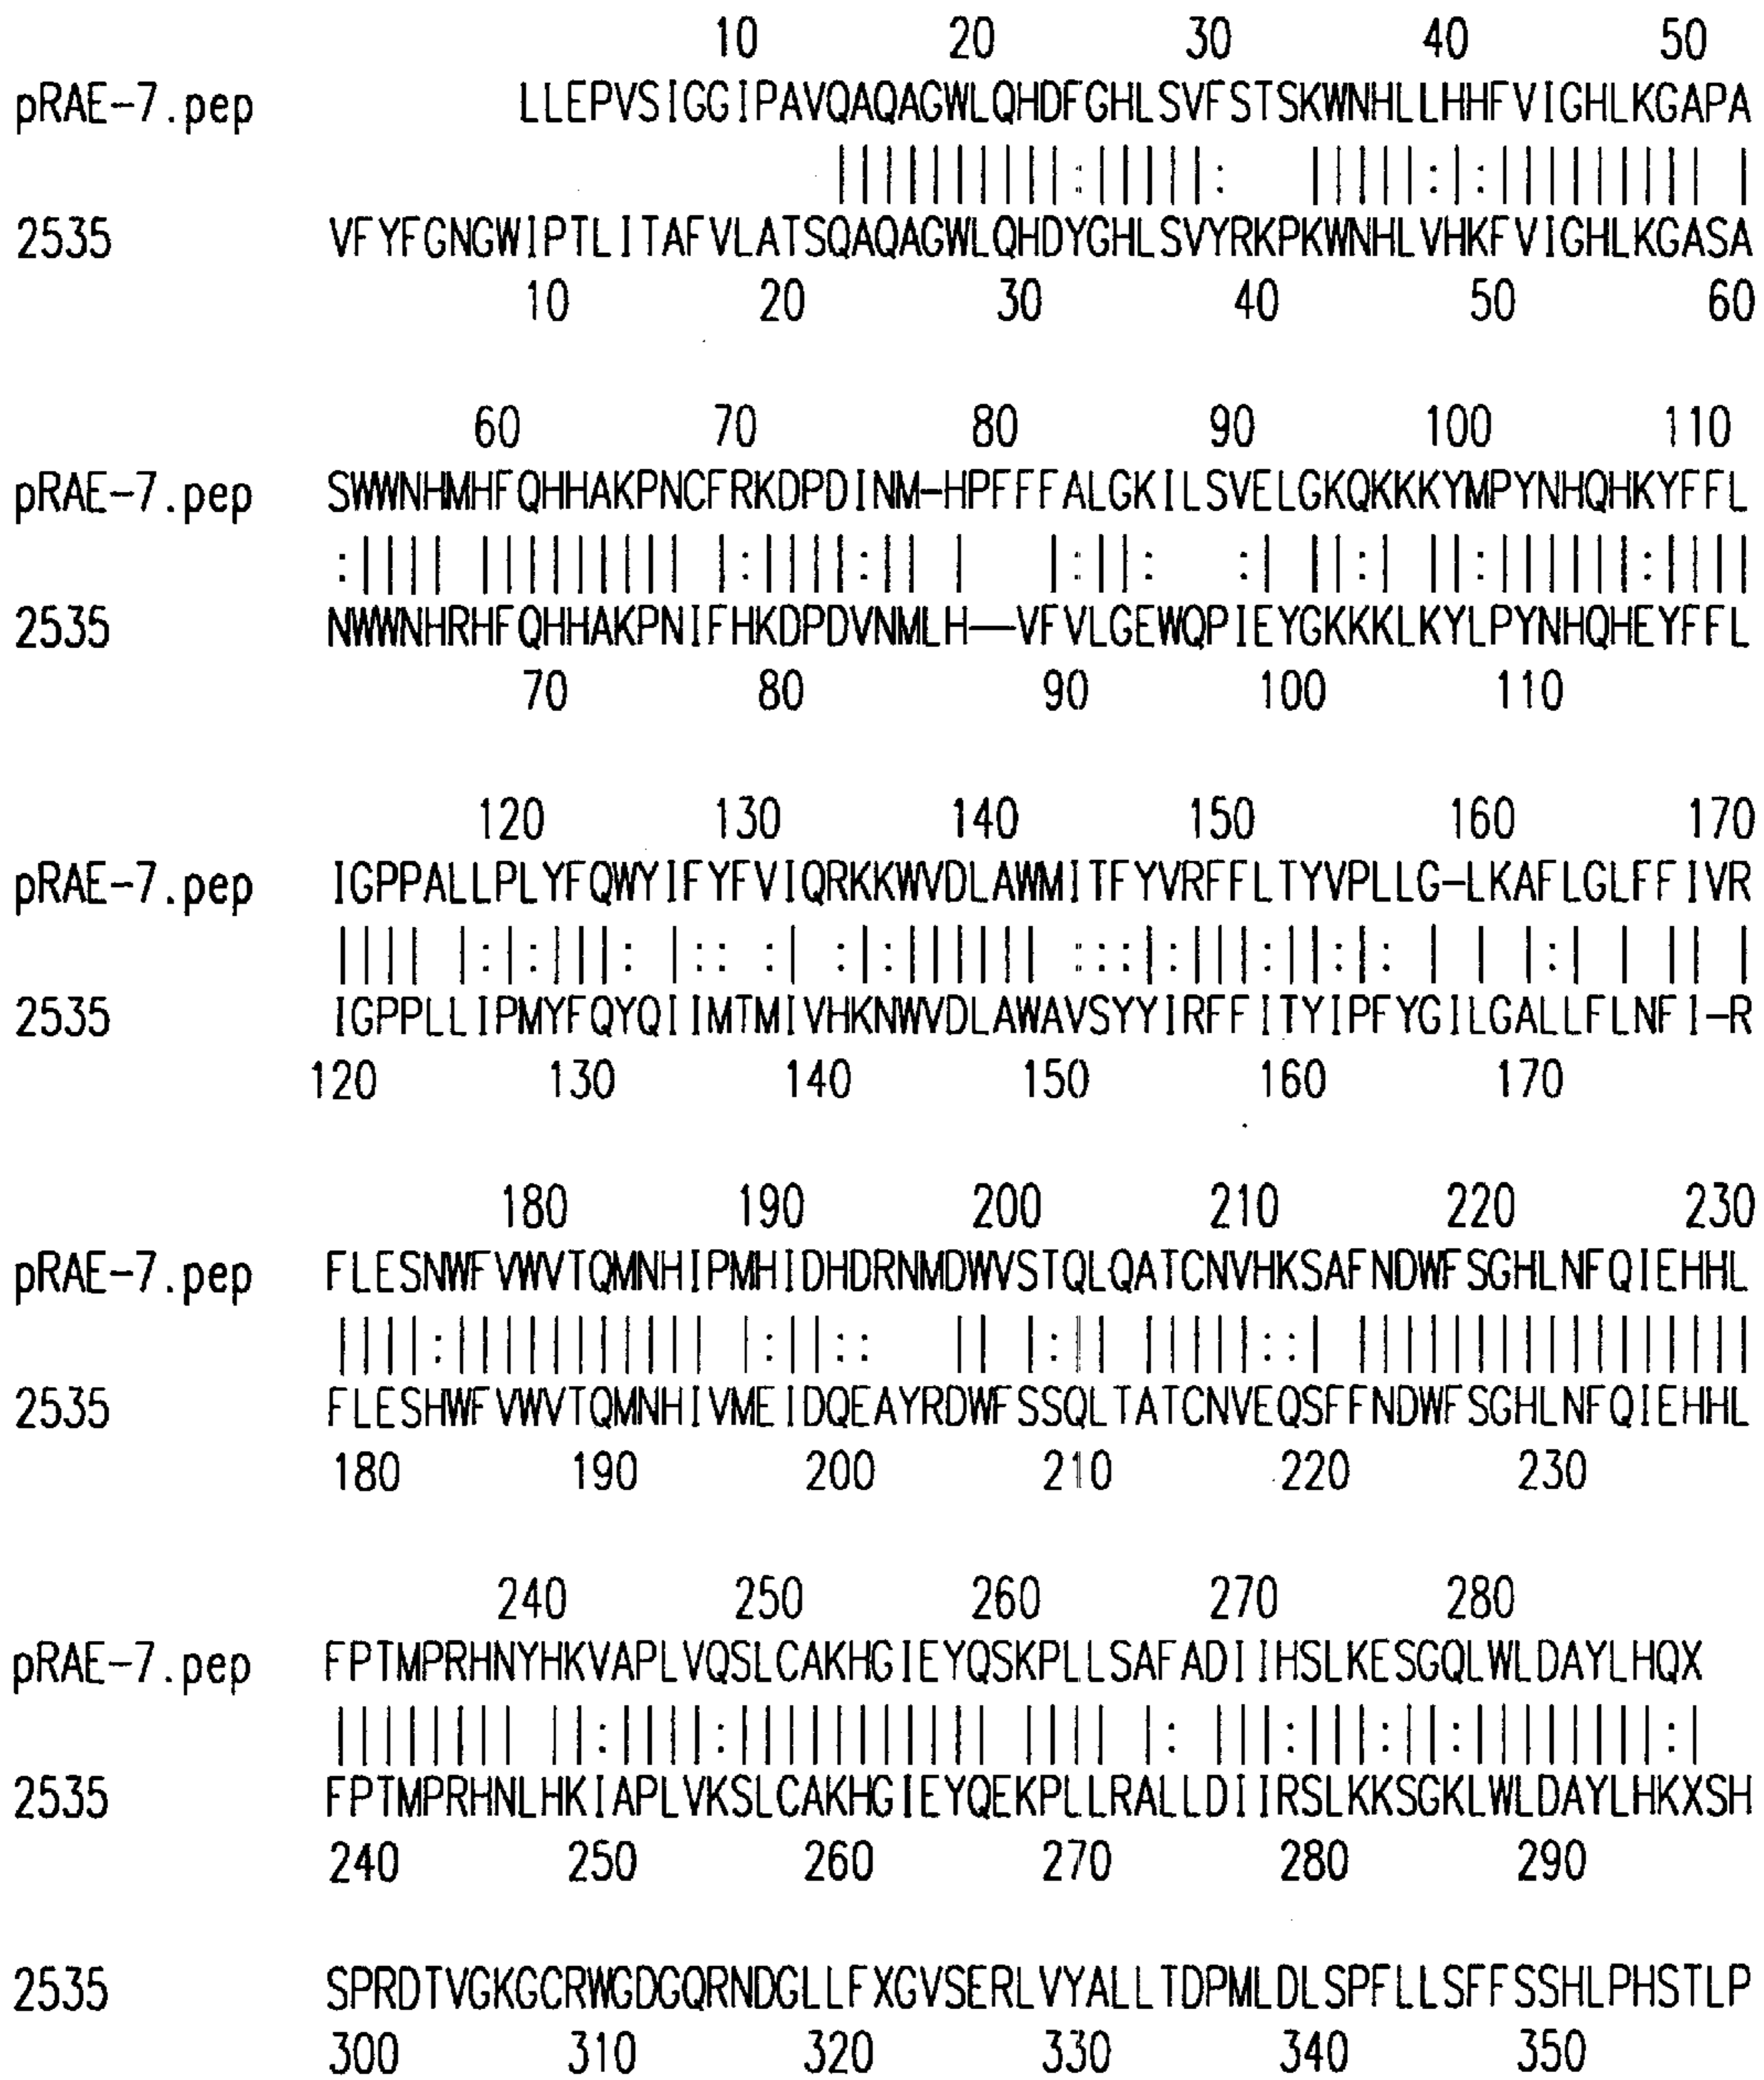 10 20 30 40 50
pRAE-7.pep LLEPVSIGGIPAVQAQAGWLQHDFGHLSVFSTSKWNHLLHHFVIGHLKGAPA
||||||||||:||||||: |||||:|:|||||||||| |
2535 VFYFGNGWIPTLITAFVLATSQAQAGWLQHDYGHLSVYRKPKWNHLVHKFVIGHLKGASA
10 20 30 40 50 60
60 70 80 90 100 110
pRAE-7.pep SWWNHMHFQHHAKPNCFRKDPDINM-HPFFFALGKILSVELGKQKKKYMPYNHQHKYFFL
:|||| ||||||||| |:||||:|| | |:||: :| ||:| ||:||||||:||||
2535 NWWNHRHFQHHAKPNIFHKDPDVNMLH—VFVLGEWQPIEYGKKKLKYLPYNHQHEYFFL
70 80 90 100 110
120 130 140 150 160 170
pRAE-7.pep IGPPALLPLYFQWYIFYFVIQRKKWVDLAWMITFYVRFFLTYVPLLG-LKAFLGLFFIVR
|||| |:|:|||: |:: :| :|:|||||| :::|:|||:||:|: | | |:| | || |
2535 IGPPLLIPMYFQYQIIMTMIVHKNWVDLAWAVSYYIRFFITYIPFYGILGALLFLNFI-R
120 130 140 150 160 170
180 190 200 210 220 230
pRAE-7.pep FLESNWFVWVTQMNHIPMHIDHDRNMDWVSTQLQATCNVHKSAFNDWFSGHLNFQIEHHL
||||:||||||||||| |:||:: || |:|| |||||::| ||||||||||||||||
2535 FLESHWFVWVTQMNHIVMEIDQEAYRDWFSSQLTATCNVEQSFFNDWFSGHLNFQIEHHL
180 190 200 210 220 230
240 250 260 270 280
pRAE-7.pep FPTMPRHNYHKVAPLVQSLCAKHGIEYQSKPLLSAFADIIHSLKESGQLWLDAYLHQX
|||||||| ||:||||:||||||||||| |||| |: |||:|||:||:||||||||:|
2535 FPTMPRHNLHKIAPLVKSLCAKHGIEYQEKPLLRALLDIIRSLKKSGKLWLDAYLHKXSH
240 250 260 270 280 290
2535 SPRDTVGKGCRWGDGQRNDGLLFXGVSERLVYALLTDPMLDLSPFLLSFFSSHLPHSTLP
300 310 320 330 340 350